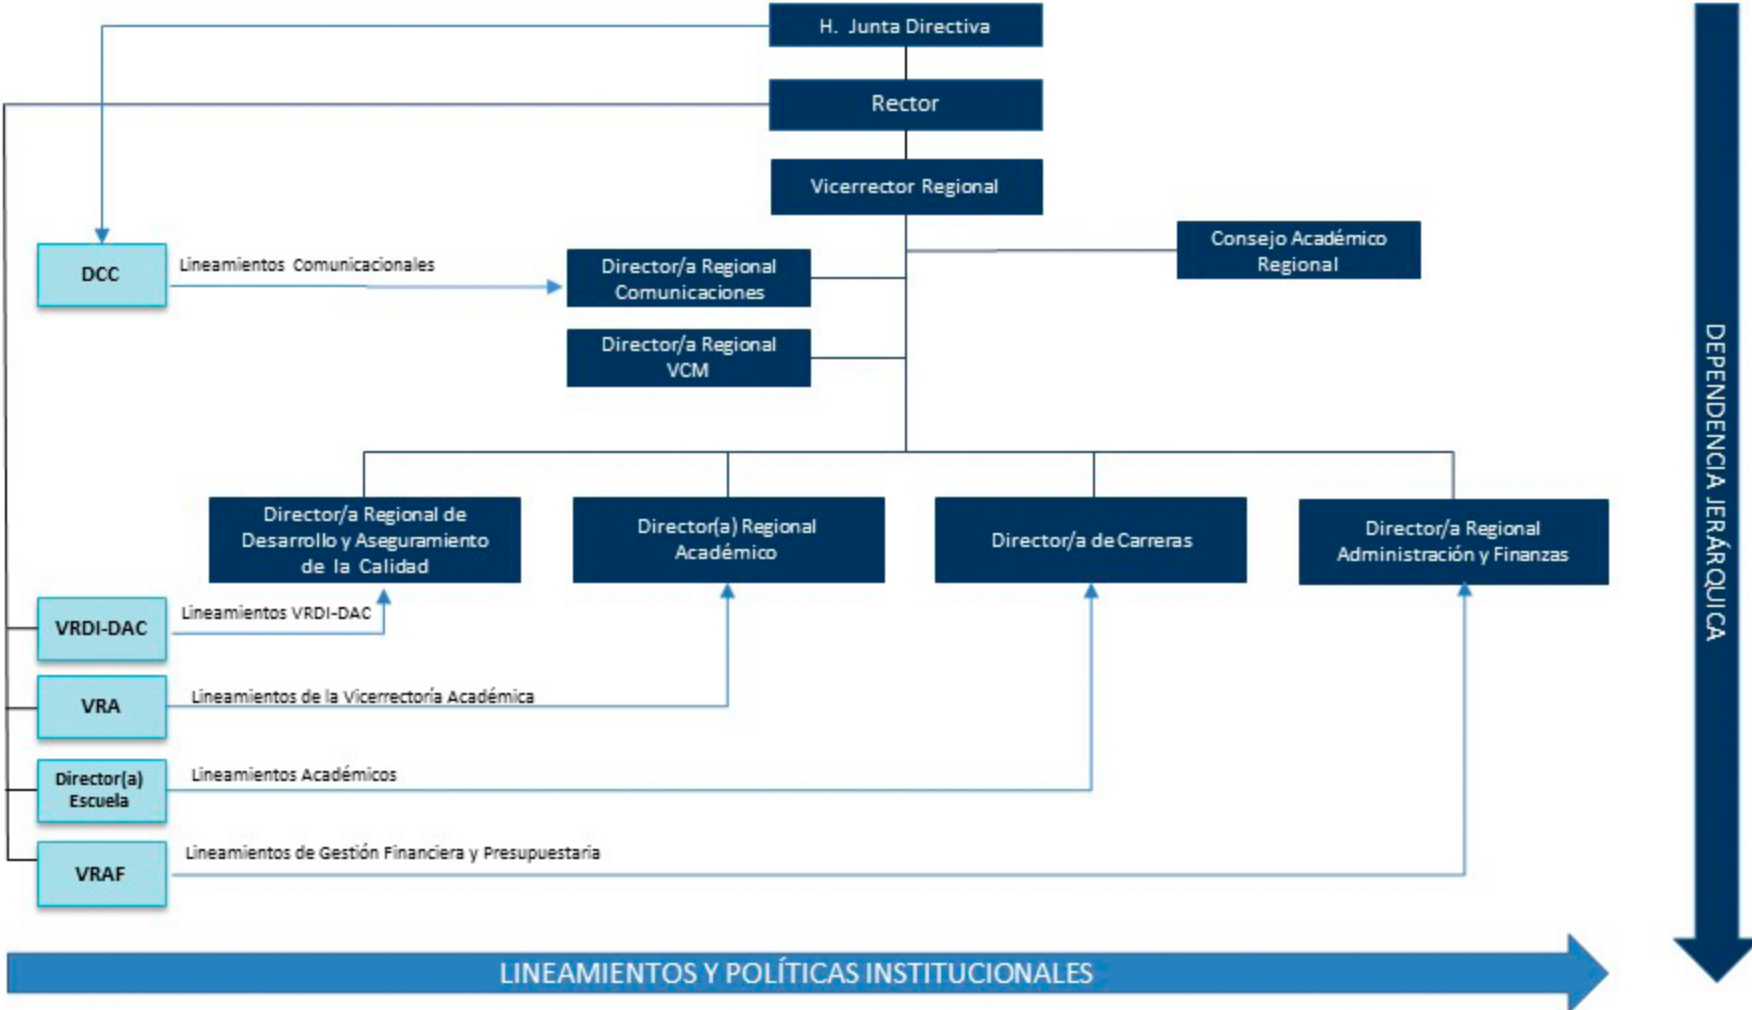 H. Junta Directiva
Rector
Vicerrector Regional
Consejo Académico
Regional
DCC
Lineamientos Comunicacionales
Director/a Regional
Comunicaciones
Director/a Regional
VCM
Director/a Regional de
Desarrollo y Aseguramiento
de la Calidad
Director(a) Regional
Académico
Director/a de Carreras
Director/a Regional
Administración y Finanzas
VRDI-DAC
Lineamientos VRDI-DAC
VRA
Lineamientos de la Vicerrectoría Académica
Director(a)
Escuela
Lineamientos Académicos
VRAF
Lineamientos de Gestión Financiera y Presupuestaria
LINEAMIENTOS Y POLÍTICAS INSTITUCIONALES
DEPENDENCIA JERÁRQUICA